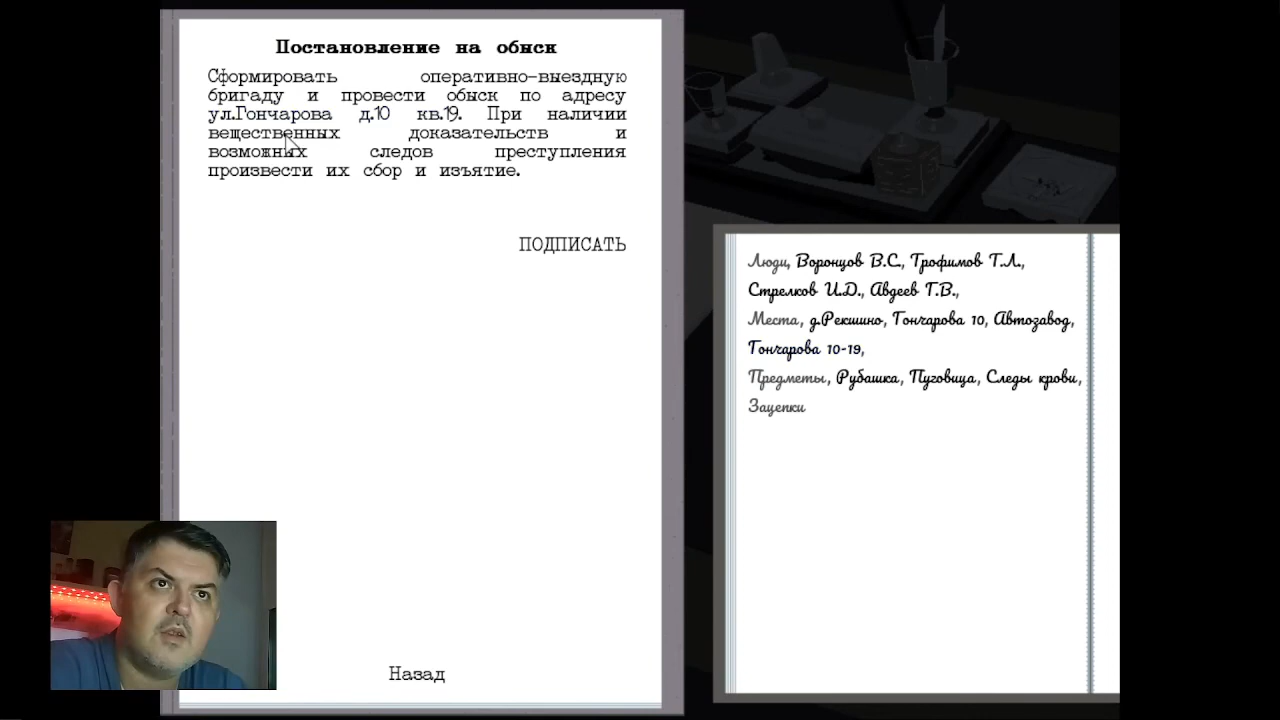 Постановление на обыск
Сформировать оперативно-выездную
бригаду и провести обыск по адресу
ул.Гончарова д.10 кв.19. При наличии
вещественных доказательств и
возможных следов преступления
произвести их сбор и изъятие.
ПОДПИСАТЬ
Назад
Люди, Воронцов В.С., Трофимов Т.Л.,
Стрелков И.D., Авдеев Г.В.,
Места, д.Рекшино, Гончарова 10, Автозавод,
Гончарова 10-19,
Предметы, Рубашка, Пуговица, Следы крови,
Зацепки